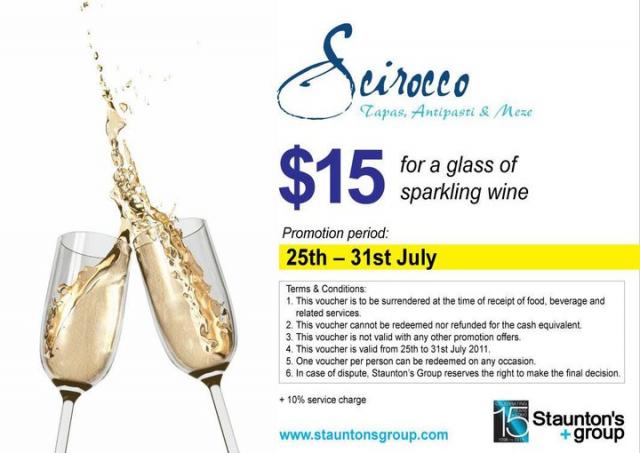 Scirocco
Tapas, Antipasti & Meze
$15 for a glass of
sparkling wine
Promotion period:
25th – 31st July
Terms & Conditions:
1. This voucher is to be surrendered at the time of receipt of food, beverage and
related services.
2. This voucher cannot be redeemed nor refunded for the cash equivalent.
3. This voucher is not valid with any other promotion offers.
4. This voucher is valid from 25th to 31st July 2011.
5. One voucher per person can be redeemed on any occasion.
6. In case of dispute, Staunton's Group reserves the right to make the final decision.
+ 10% service charge
www.stauntonsgroup.com
15
Staunton's
+group